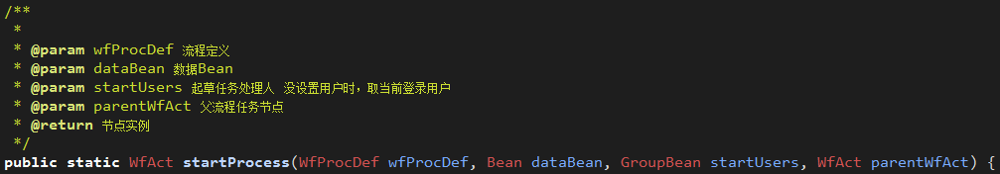 /**
 *
 * @param wfProcDef 流程定义
 * @param dataBean 数据Bean
 * @param startUsers 起草任务处理人 没设置用户时，取当前登录用户
 * @param parentWfAct 父流程任务节点
 * @return 节点实例
 */
public static WfAct startProcess(WfProcDef wfProcDef, Bean dataBean, GroupBean startUsers, WfAct parentWfAct) {